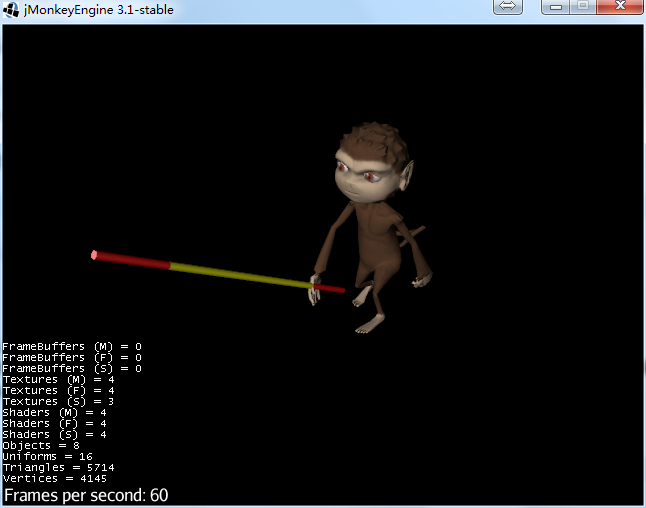 jMonkeyEngine 3.1-stable
FrameBuffers (M) = 0
FrameBuffers (F) = 0
FrameBuffers (S) = 0
Textures (M) = 4
Textures (F) = 4
Textures (S) = 3
Shaders (M) = 4
Shaders (F) = 4
Shaders (S) = 4
Objects = 8
Uniforms = 16
Triangles = 5714
Vertices = 4145
Frames per second: 60